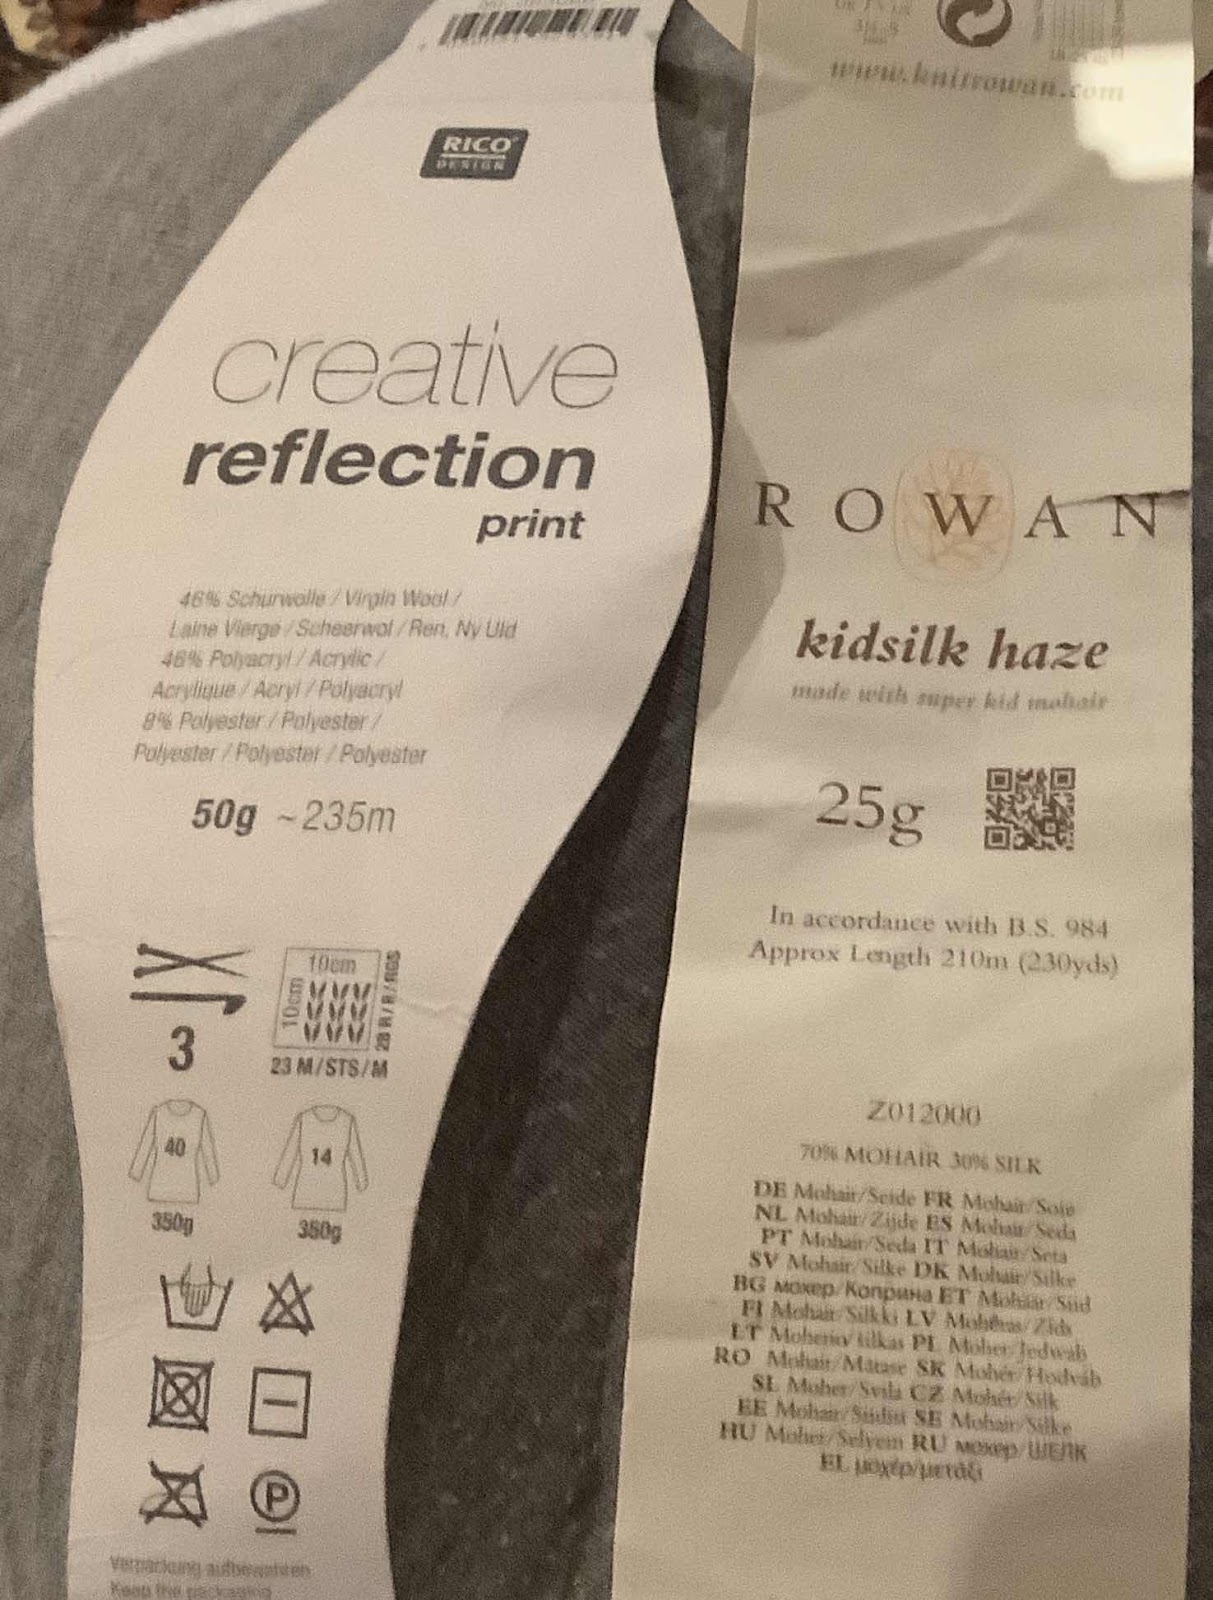 RICO
DESIGN
creative
reflection
print
46% Schurwolle / Virgin Wool /
Laine Vierge / Scheerwol / Ren, Ny Uld
46% Polyacryl / Acrylic /
Acrylique / Acryl / Polyacryl
8% Polyester / Polyester /
Polyester / Polyester / Polyester
50g ~235m
10cm
10cm
28 R / R / RGS
3
23 M/STS/M
40
14
350g
350g
P
Verpackung aufbewahren
Keep the packaging
www.knitrowan.com
ROWAN
kidsilk haze
made with super kid mohair
25g
In accordance with B.S. 984
Approx Length 210m (230yds)
Z012000
70% MOHAIR 30% SILK
DE Mohair/Seide FR Mohair/Soie
NL Mohair/Zijde ES Mohair/Seda
PT Mohair/Seda IT Mohair/Seta
SV Mohair/Silke DK Mohair/Silke
BG мохер/Коприна ET Mohäär/Siid
FI Mohair/Silkki LV Mohēras/Zīds
LT Moherio/šilkas PL Moher/Jedwab
RO Mohair/Matase SK Mohér/Hodváb
SL Moher/Svila CZ Mohér/Silk
EE Mohair/Siidist SE Mohair/Silke
HU Moher/Selyem RU мохер/ШЕЛК
EL μοχέρ/μετάξι